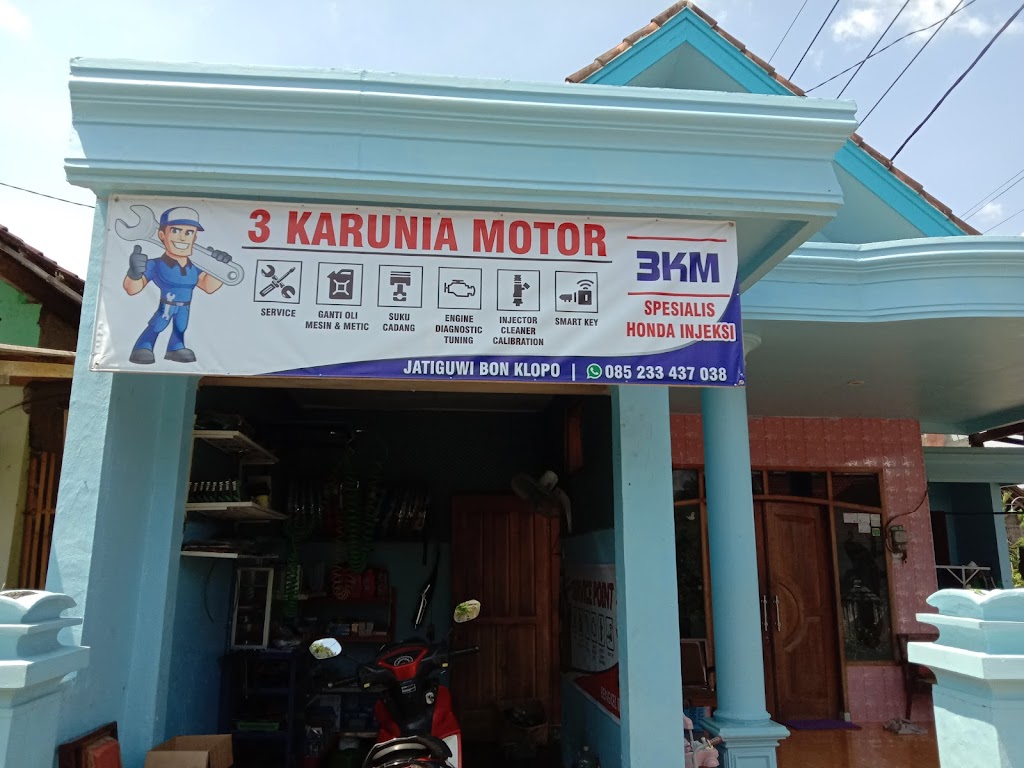 3 KARUNIA MOTOR
3KM
SPESIALIS
HONDA INJEKSI
SERVICE
GANTI OLI
MESIN & METIC
SUKU
CADANG
ENGINE
DIAGNOSTIC
TUNING
INJECTOR
CLEANER
CALIBRATION
SMART KEY
JATIGUWI BON KLOPO | 085 233 437 038
POINT